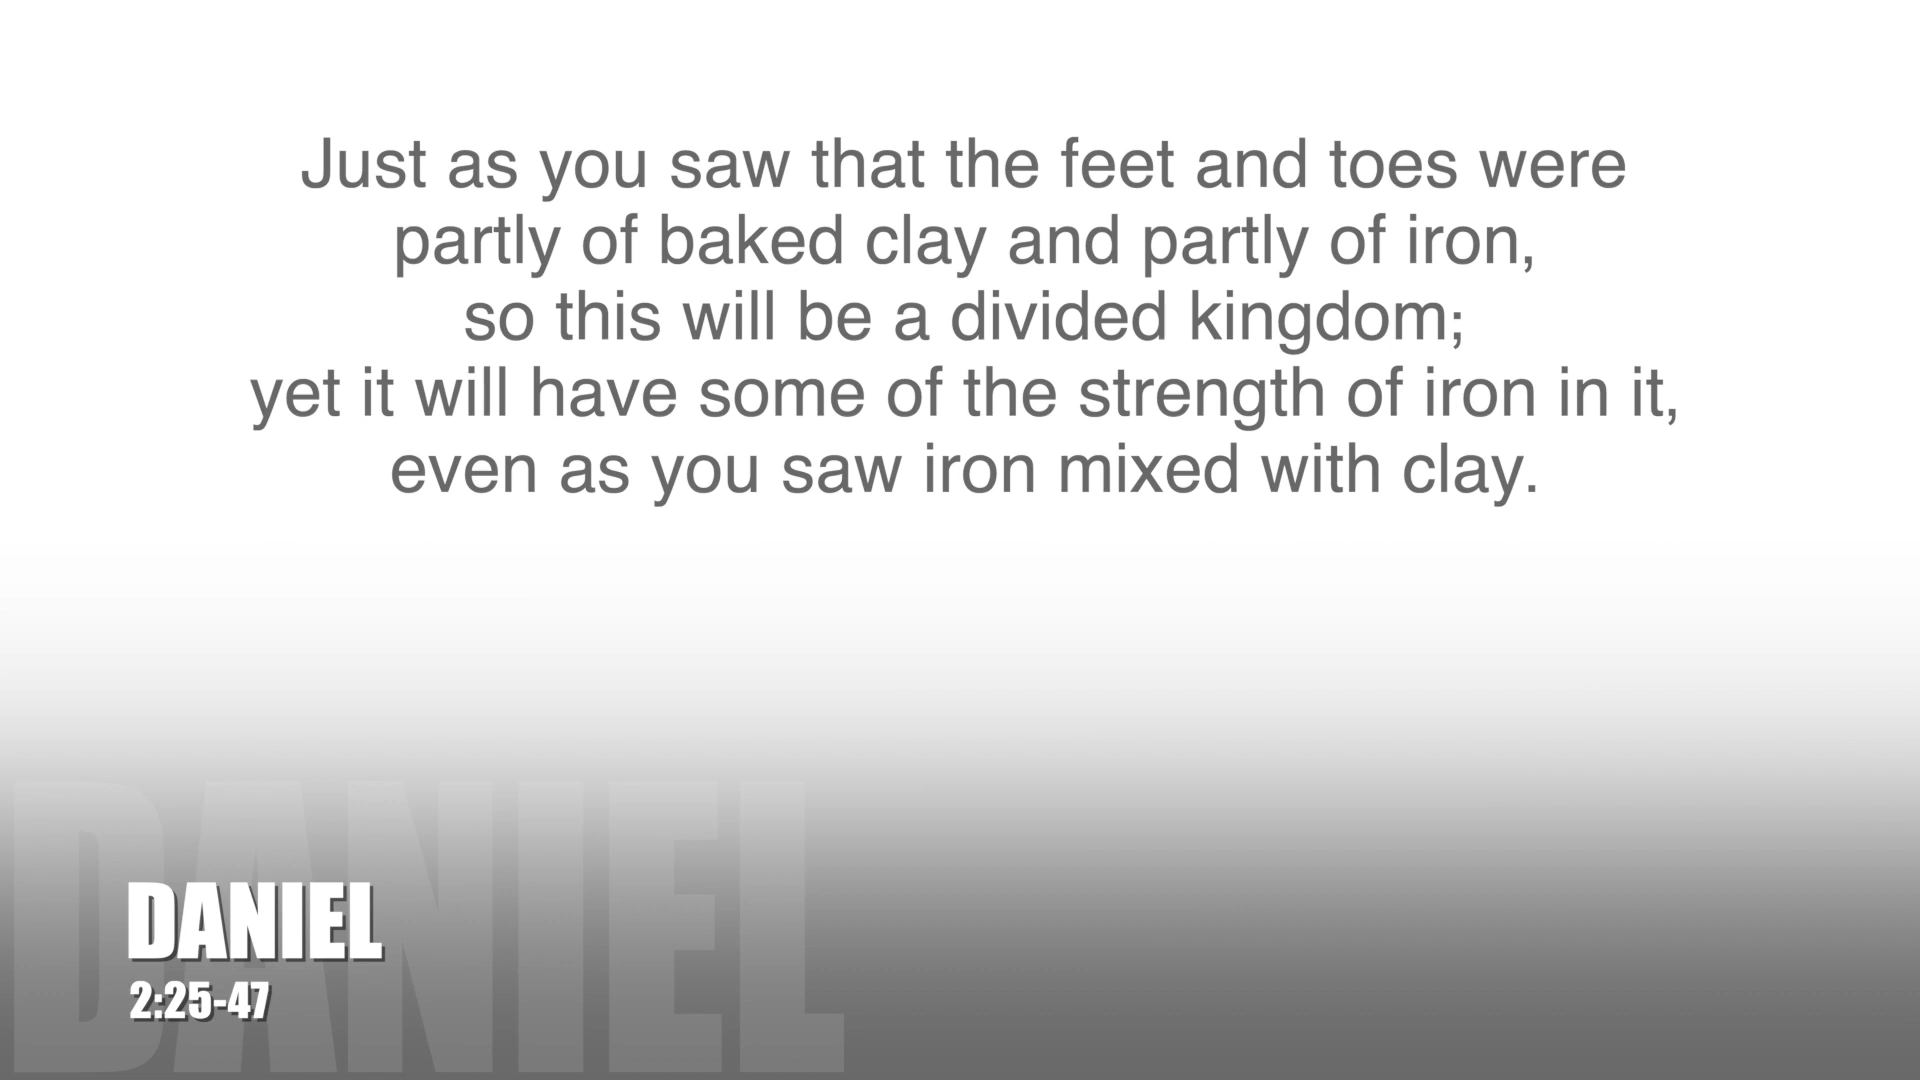 Just as you saw that the feet and toes were
partly of baked clay and partly of iron,
so this will be a divided kingdom;
yet it will have some of the strength of iron in it,
even as you saw iron mixed with clay.
DANIEL
DANIEL
2:25-47